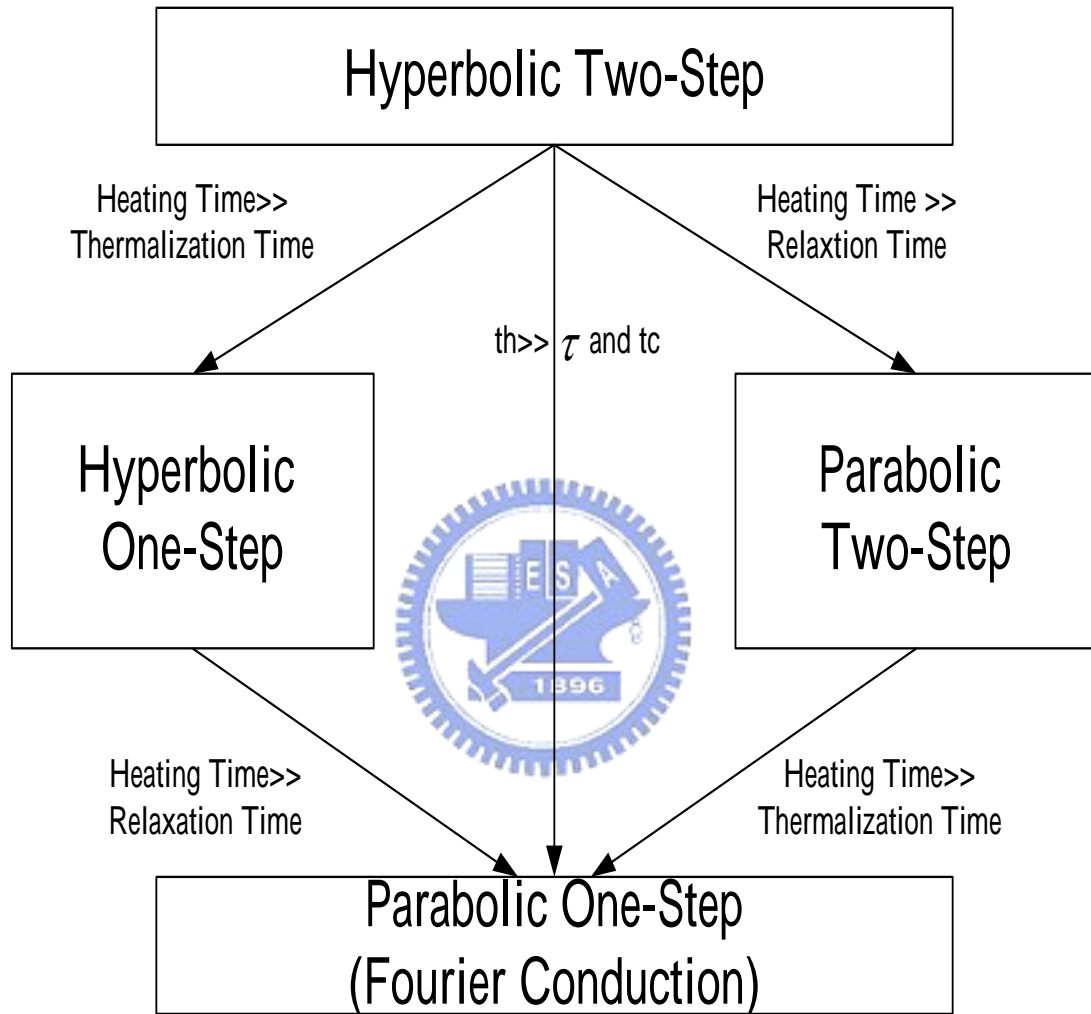 Hyperbolic Two-Step
Heating Time>>
Thermalization Time
Heating Time >>
Relaxtion Time
th>> τ and tc
Hyperbolic
One-Step
Parabolic
Two-Step
E S A
1896
Heating Time>>
Relaxation Time
Heating Time>>
Thermalization Time
Parabolic One-Step
(Fourier Conduction)